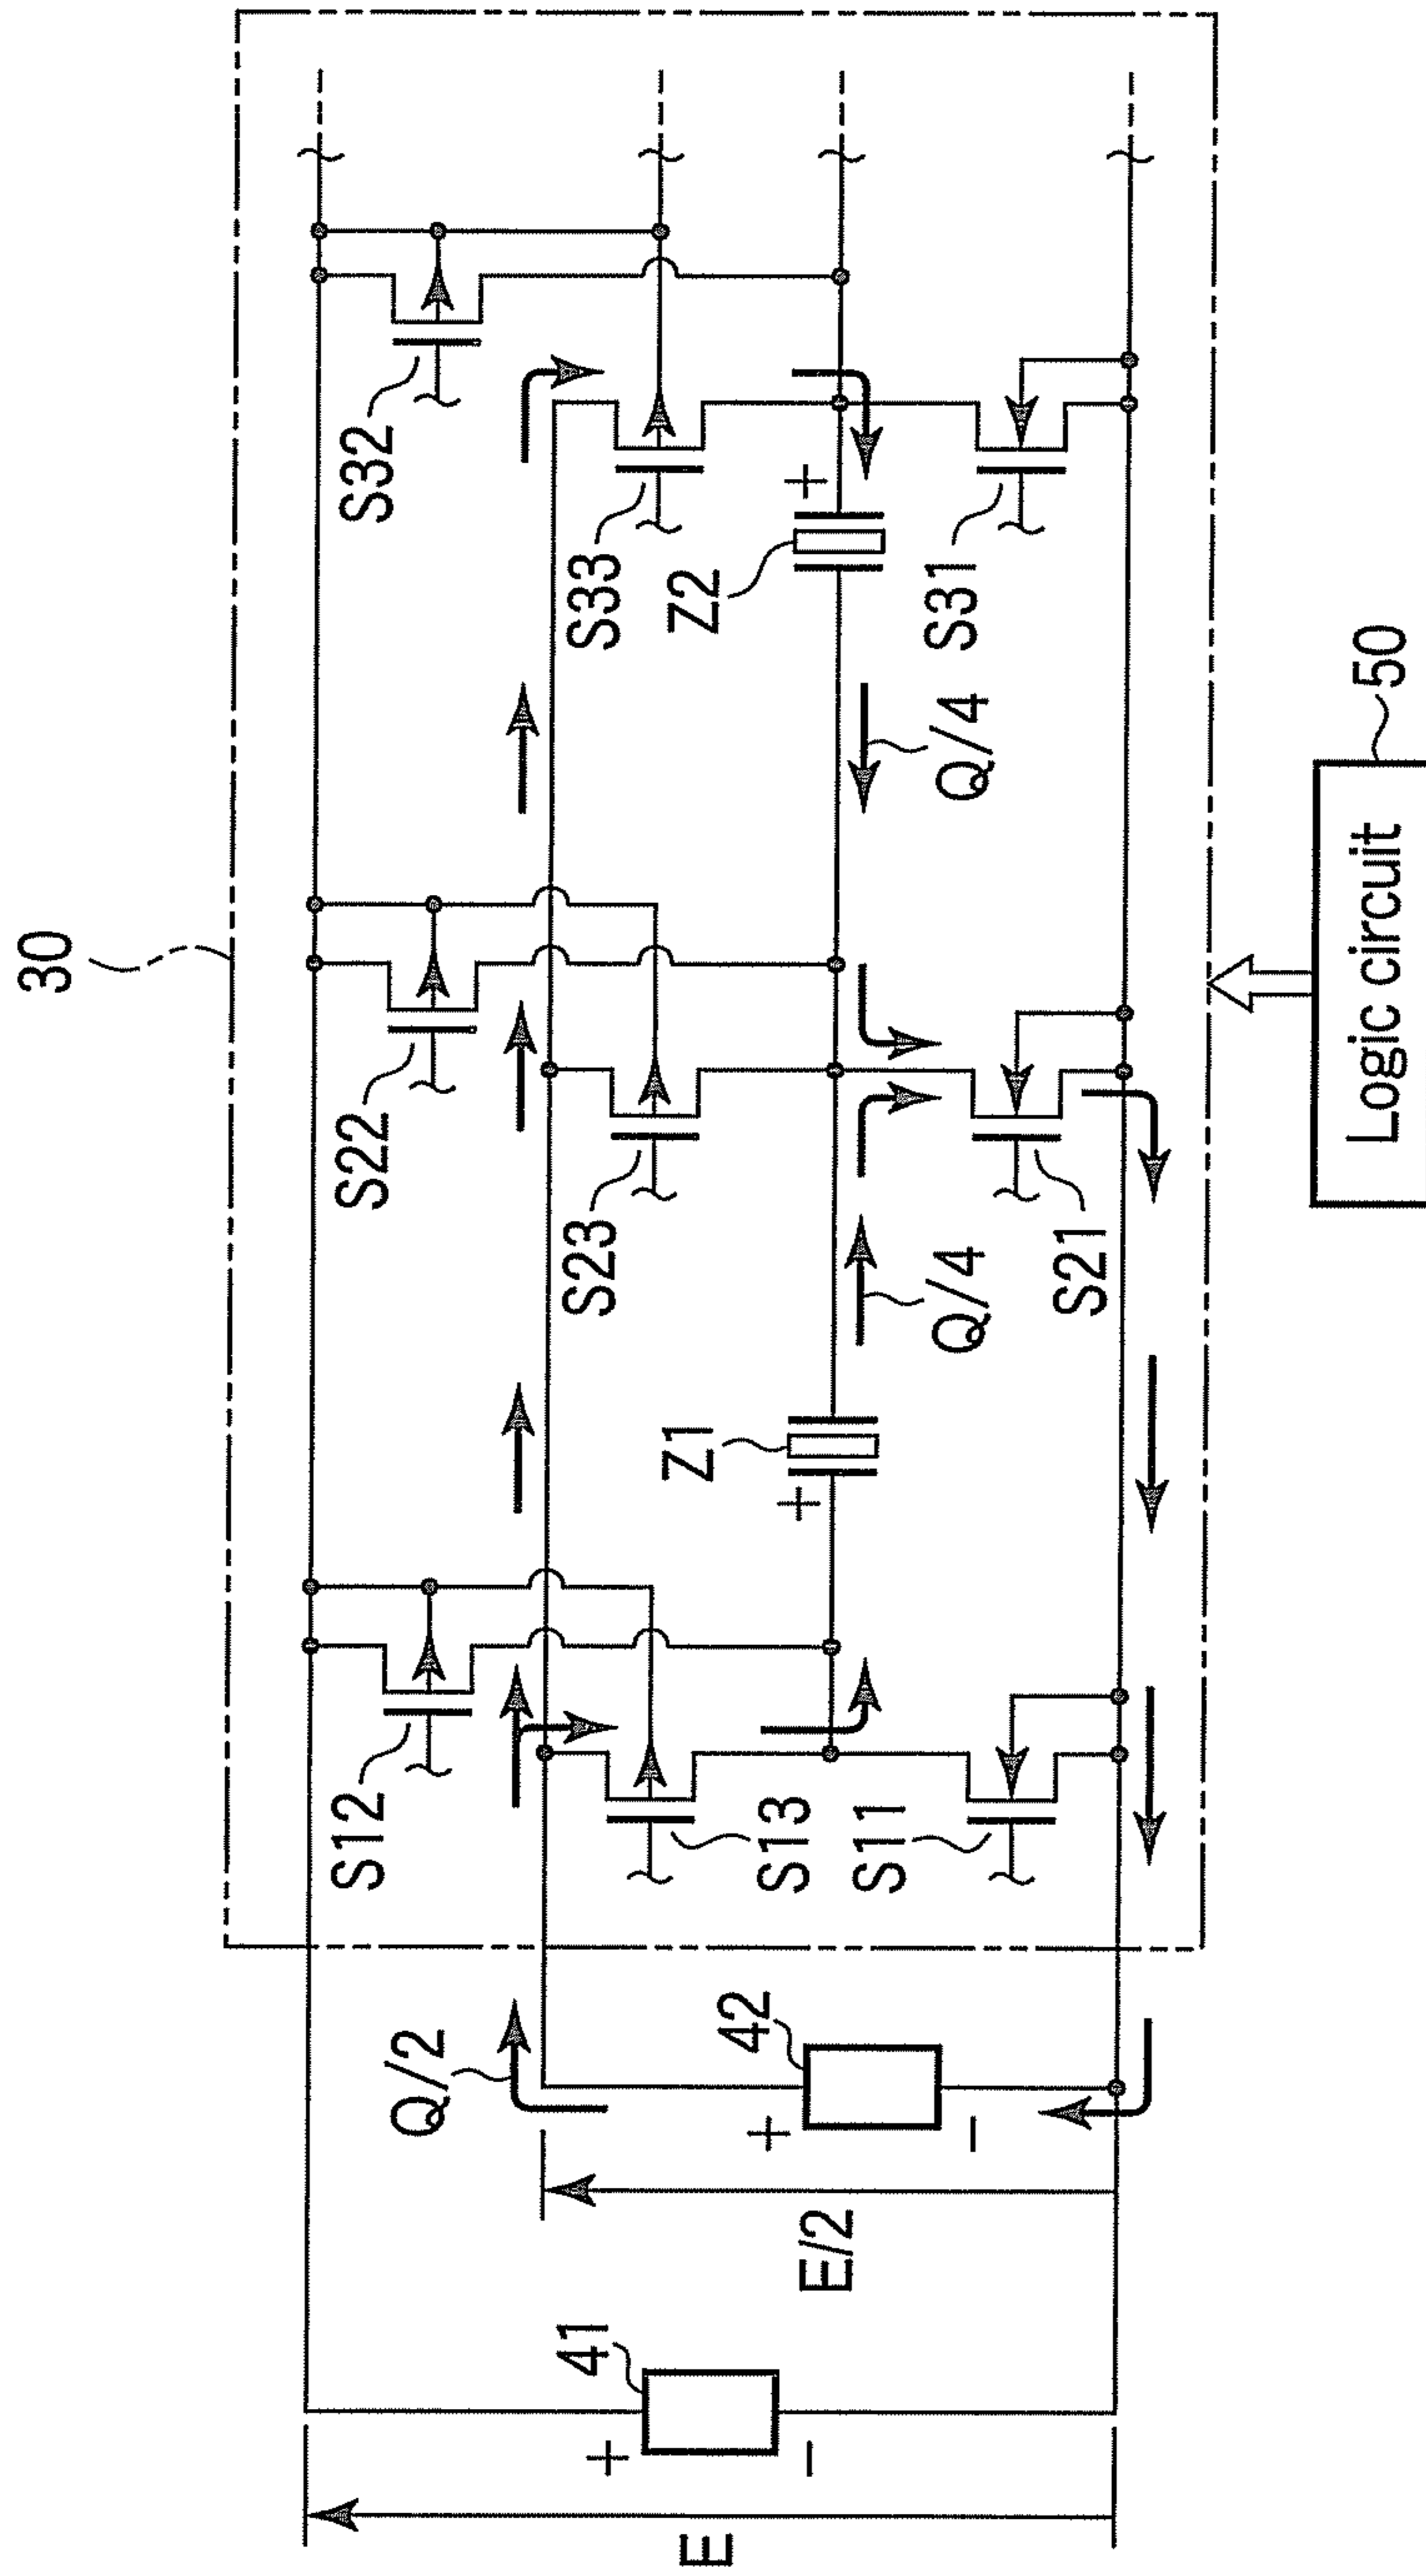 30
S12
S22
S32
Q/2
S13
S23
S33
41
42
+
−
+
−
E
E/2
Z1
+
Z2
+
Q/4
Q/4
S11
S21
S31
Logic circuit
50